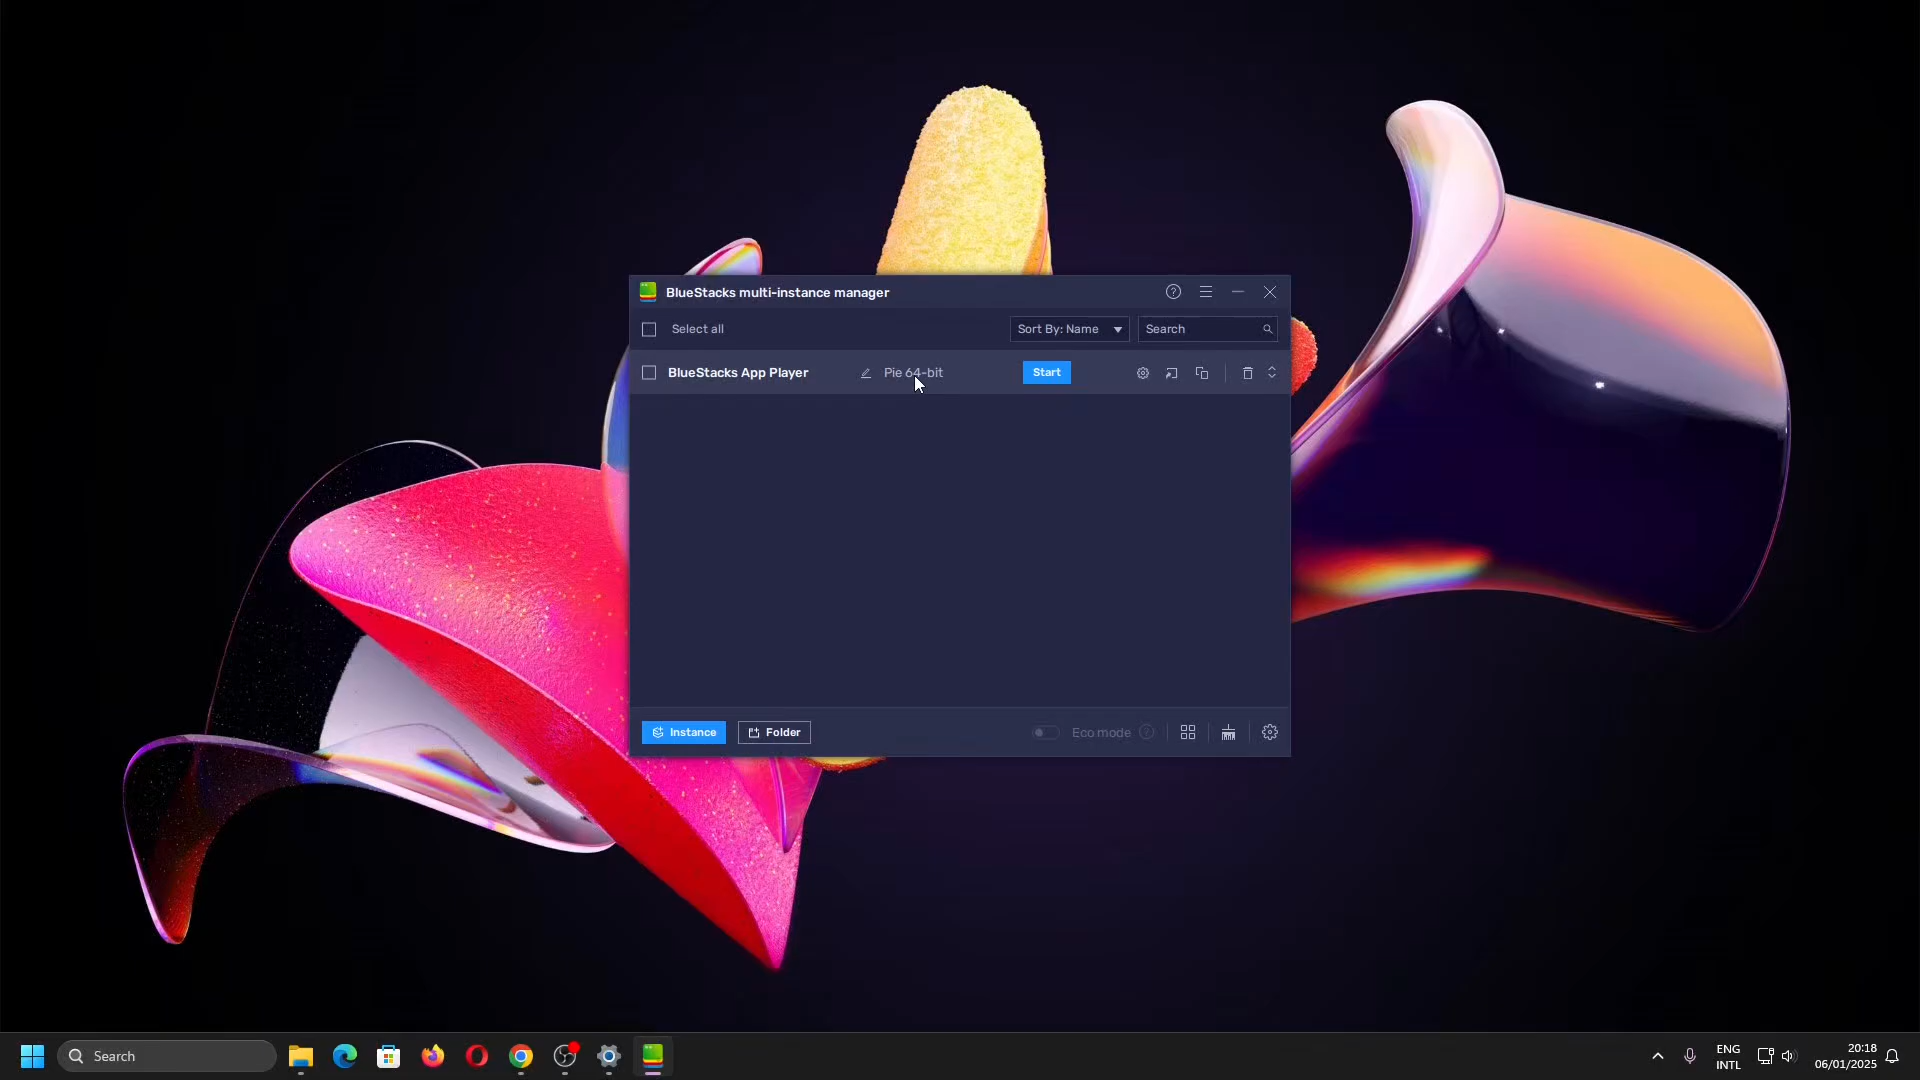 BlueStacks multi-instance manager
Select all
Sort By: Name
Search
BlueStacks App Player
Pie 64-bit
Start
Instance
Folder
Eco mode
Search
ENG
INTL
20:18
06/01/2025